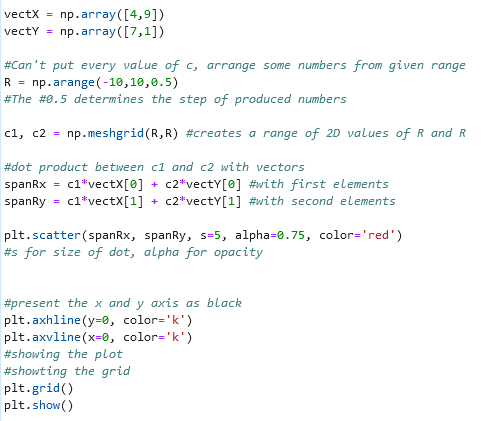 vectX = np.array([4,9])
vectY = np.array([7,1])
#Can't put every value of c, arrange some numbers from given range
R = np.arange(-10,10,0.5)
#The #0.5 determines the step of produced numbers
c1, c2 = np.meshgrid(R,R) #creates a range of 2D values of R and R
#dot product between c1 and c2 with vectors
spanRx = c1*vectX[0] + c2*vectY[0] #with first elements
spanRy = c1*vectX[1] + c2*vectY[1] #with second elements
plt.scatter(spanRx, spanRy, s=5, alpha=0.75, color='red')
#s for size of dot, alpha for opacity
#present the x and y axis as black
plt.axhline(y=0, color='k')
plt.axvline(x=0, color='k')
#showing the plot
#showting the grid
plt.grid()
plt.show()